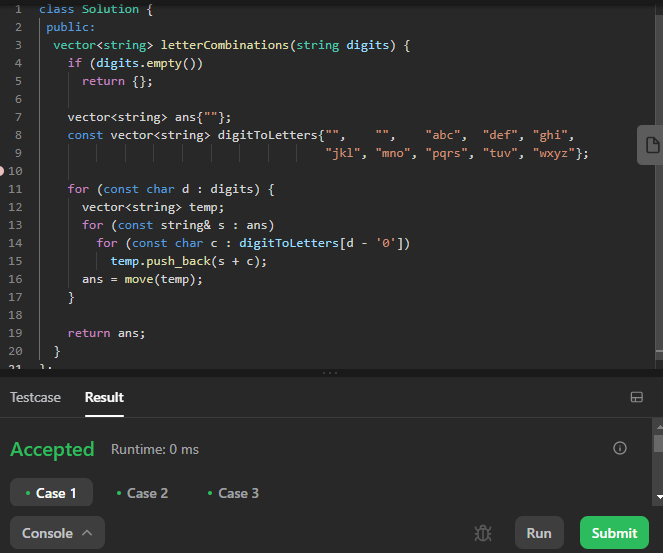 1 class Solution {
2 public:
3 vector<string> letterCombinations(string digits) {
4 if (digits.empty())
5 return {};
6
7 vector<string> ans{""};
8 const vector<string> digitToLetters{"", "", "abc", "def", "ghi",
9 "jkl", "mno", "pqrs", "tuv", "wxyz"};
10
11 for (const char d : digits) {
12 vector<string> temp;
13 for (const string& s : ans)
14 for (const char c : digitToLetters[d - '0'])
15 temp.push_back(s + c);
16 ans = move(temp);
17 }
18
19 return ans;
20 }
21 };
Testcase Result
Accepted Runtime: 0 ms
Case 1 Case 2 Case 3
Console Run Submit